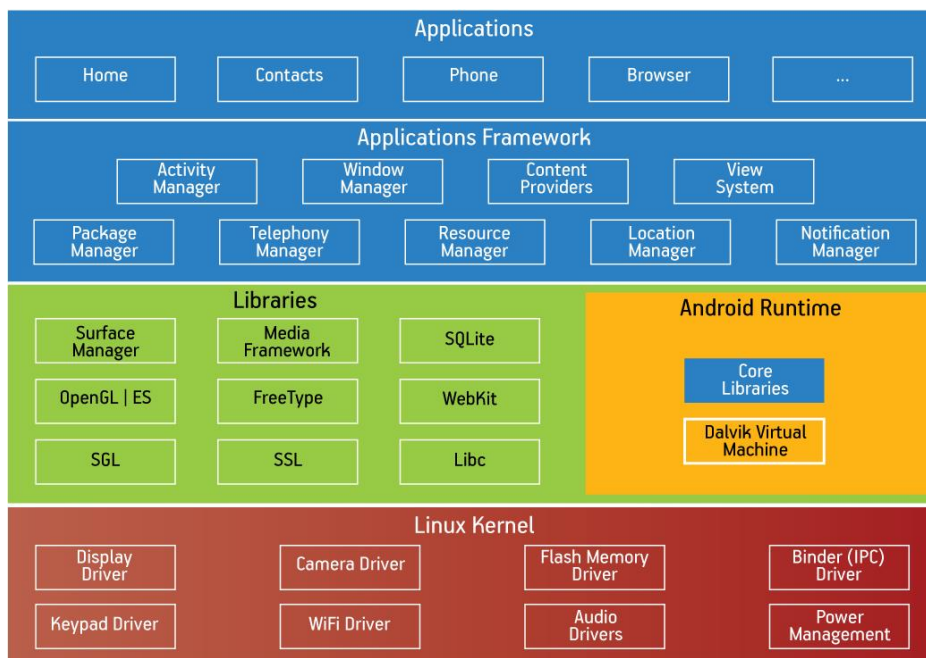 Applications
Home
Contacts
Phone
Browser
...
Applications Framework
Activity
Manager
Window
Manager
Content
Providers
View
System
Package
Manager
Telephony
Manager
Resource
Manager
Location
Manager
Notification
Manager
Libraries
Surface
Manager
Media
Framework
SQLite
OpenGL | ES
FreeType
WebKit
SGL
SSL
Libc
Android Runtime
Core
Libraries
Dalvik Virtual
Machine
Linux Kernel
Display
Driver
Camera Driver
Flash Memory
Driver
Binder (IPC)
Driver
Keypad Driver
WiFi Driver
Audio
Drivers
Power
Management